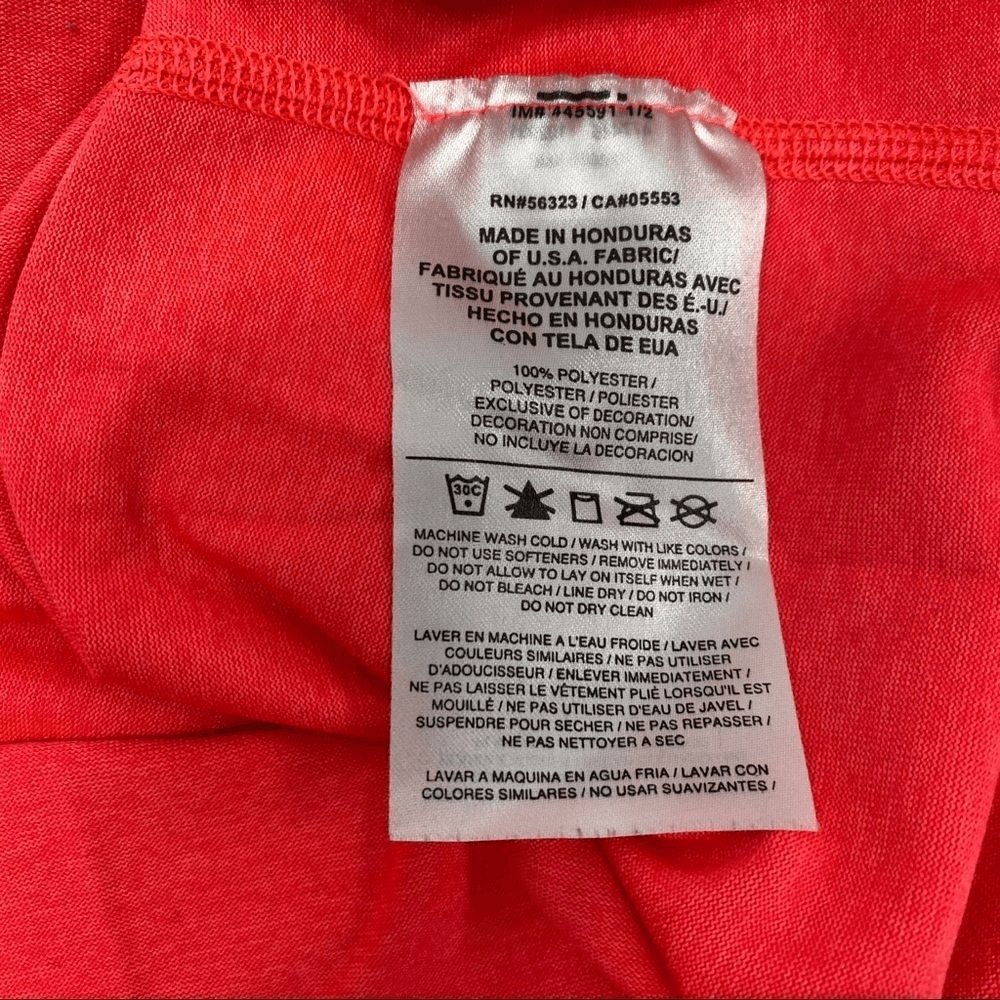 IM# 445591 1/2
RN#56323 / CA#05553
MADE IN HONDURAS
OF U.S.A. FABRIC/
FABRIQUÉ AU HONDURAS AVEC
TISSU PROVENANT DES É.-U./
HECHO EN HONDURAS
CON TELA DE EUA
100% POLYESTER /
POLYESTER / POLIESTER
EXCLUSIVE OF DECORATION/
DECORATION NON COMPRISE/
NO INCLUYE LA DECORACION
30C
MACHINE WASH COLD / WASH WITH LIKE COLORS /
DO NOT USE SOFTENERS / REMOVE IMMEDIATELY /
DO NOT ALLOW TO LAY ON ITSELF WHEN WET /
DO NOT BLEACH / LINE DRY / DO NOT IRON /
DO NOT DRY CLEAN
LAVER EN MACHINE A L'EAU FROIDE / LAVER AVEC
COULEURS SIMILAIRES / NE PAS UTILISER
D'ADOUCISSEUR / ENLEVER IMMEDIATEMENT /
NE PAS LAISSER LE VÉTEMENT PLIÉ LORSQU'IL EST
MOUILLÉ / NE PAS UTILISER D'EAU DE JAVEL /
SUSPENDRE POUR SECHER / NE PAS REPASSER /
NE PAS NETTOYER A SEC
LAVAR A MAQUINA EN AGUA FRIA / LAVAR CON
COLORES SIMILARES / NO USAR SUAVIZANTES /